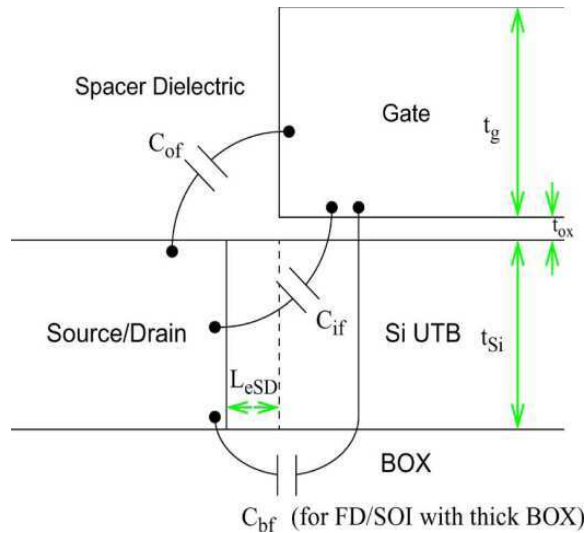 Spacer Dielectric
Gate
C_of
t_g
t_ox
Source/Drain
C_if
Si UTB
t_Si
L_eSD
BOX
C_bf (for FD/SOI with thick BOX)